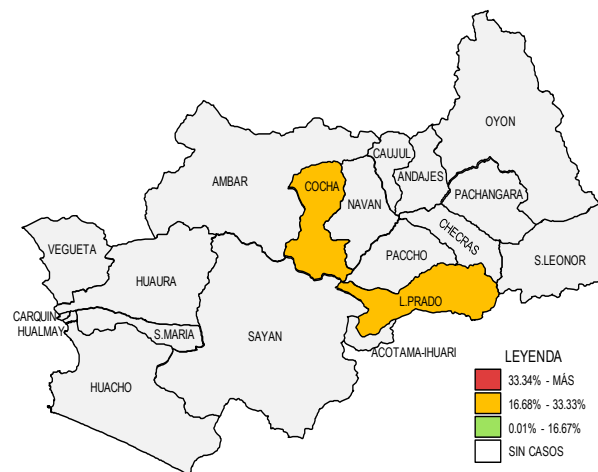 OYON
CAUJUL
ANDAJES
AMBAR
COCHA
PACHANGARA
NAVAN
CHECRAS
VEGUETA
PACCHO
S.LEONOR
HUAURA
L.PRADO
CARQUIN
HUALMAY
S.MARIA
SAYAN
ACOTAMA-IHUARI
HUACHO
LEYENDA
33.34% - MÁS
16.68% - 33.33%
0.01% - 16.67%
SIN CASOS